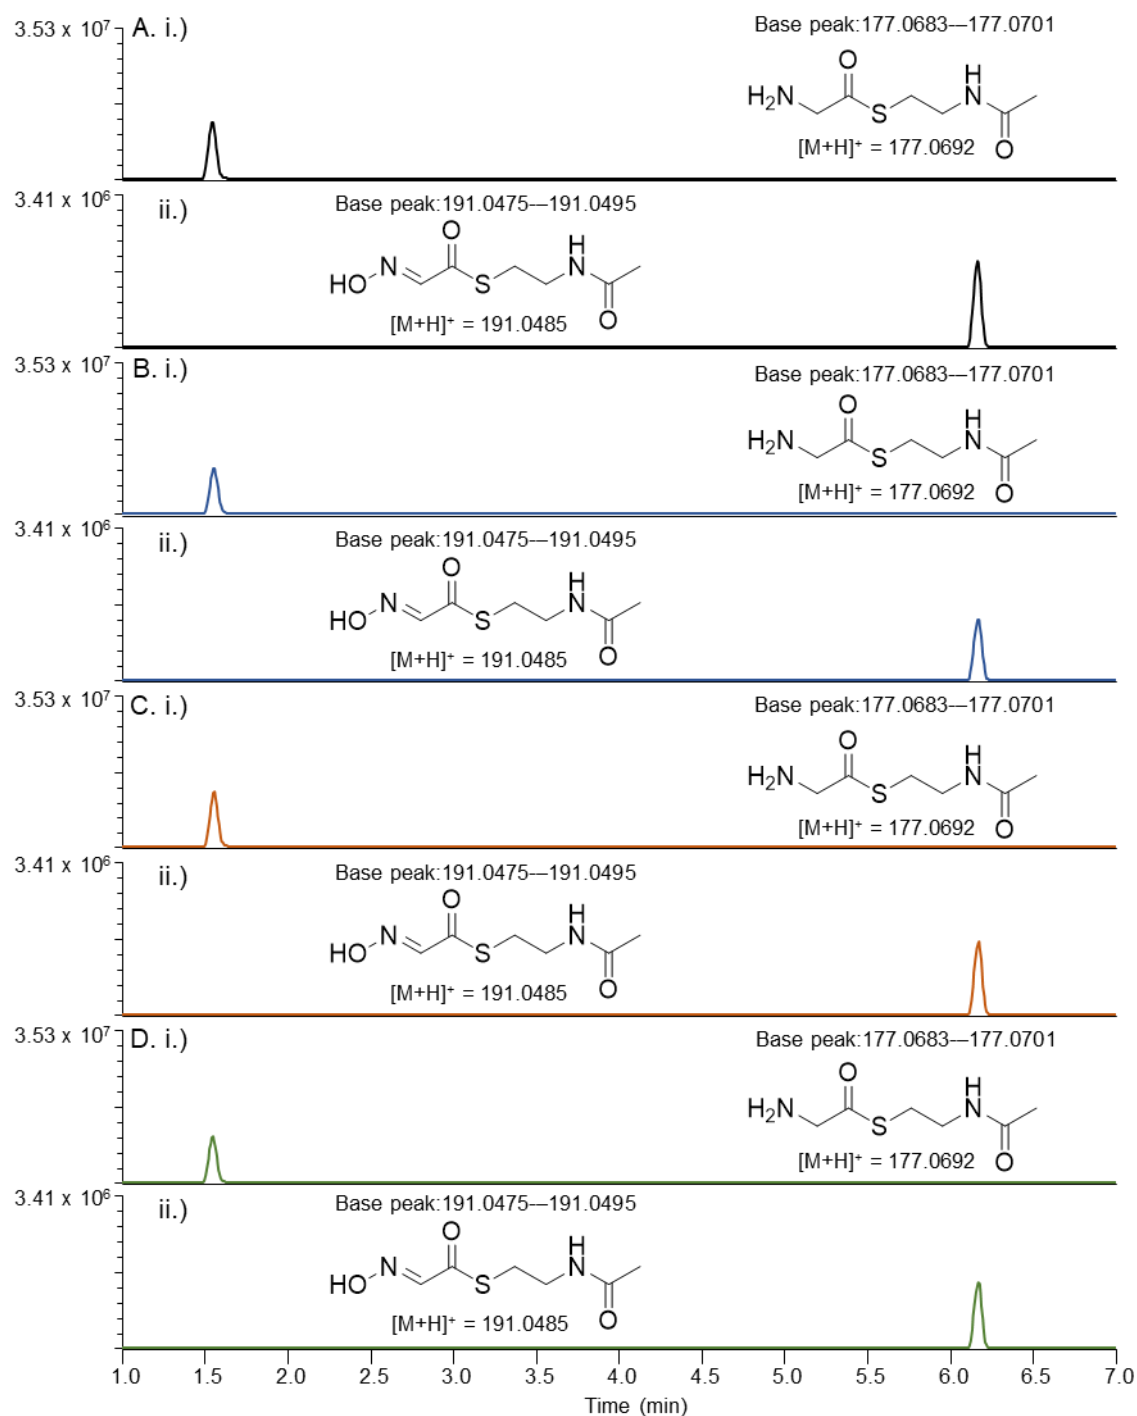 3.53 x 10⁷
A. i.)
Base peak:177.0683-–177.0701
O
H₂N
S
H
N
O
[M+H]⁺ = 177.0692
3.41 x 10⁶
ii.)
Base peak:191.0475-–191.0495
O
HO
N
S
H
N
O
[M+H]⁺ = 191.0485
3.53 x 10⁷
B. i.)
Base peak:177.0683-–177.0701
O
H₂N
S
H
N
O
[M+H]⁺ = 177.0692
3.41 x 10⁶
ii.)
Base peak:191.0475-–191.0495
O
HO
N
S
H
N
O
[M+H]⁺ = 191.0485
3.53 x 10⁷
C. i.)
Base peak:177.0683-–177.0701
O
H₂N
S
H
N
O
[M+H]⁺ = 177.0692
3.41 x 10⁶
ii.)
Base peak:191.0475-–191.0495
O
HO
N
S
H
N
O
[M+H]⁺ = 191.0485
3.53 x 10⁷
D. i.)
Base peak:177.0683-–177.0701
O
H₂N
S
H
N
O
[M+H]⁺ = 177.0692
3.41 x 10⁶
ii.)
Base peak:191.0475-–191.0495
O
HO
N
S
H
N
O
[M+H]⁺ = 191.0485
1.0 1.5 2.0 2.5 3.0 3.5 4.0 4.5 5.0 5.5 6.0 6.5 7.0
Time (min)